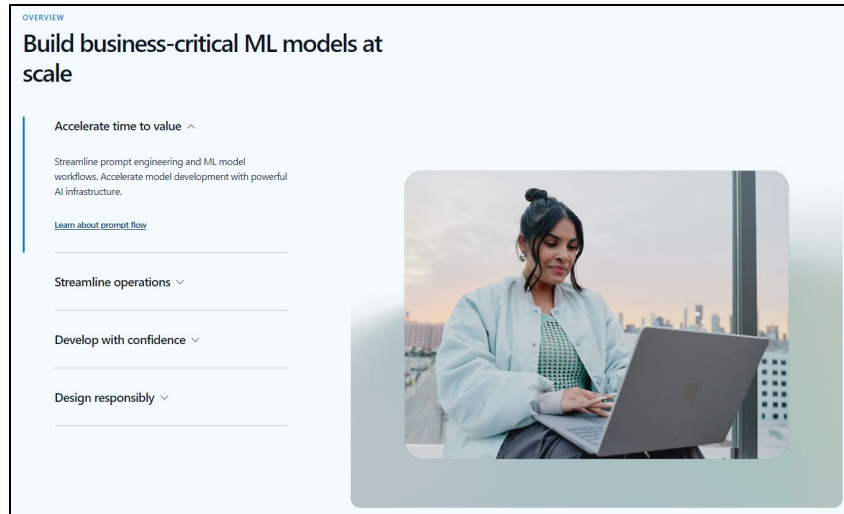 OVERVIEW
Build business-critical ML models at
scale
Accelerate time to value
Streamline prompt engineering and ML model
workflows. Accelerate model development with powerful
AI infrastructure.
Learn about prompt flow
Streamline operations
Develop with confidence
Design responsibly